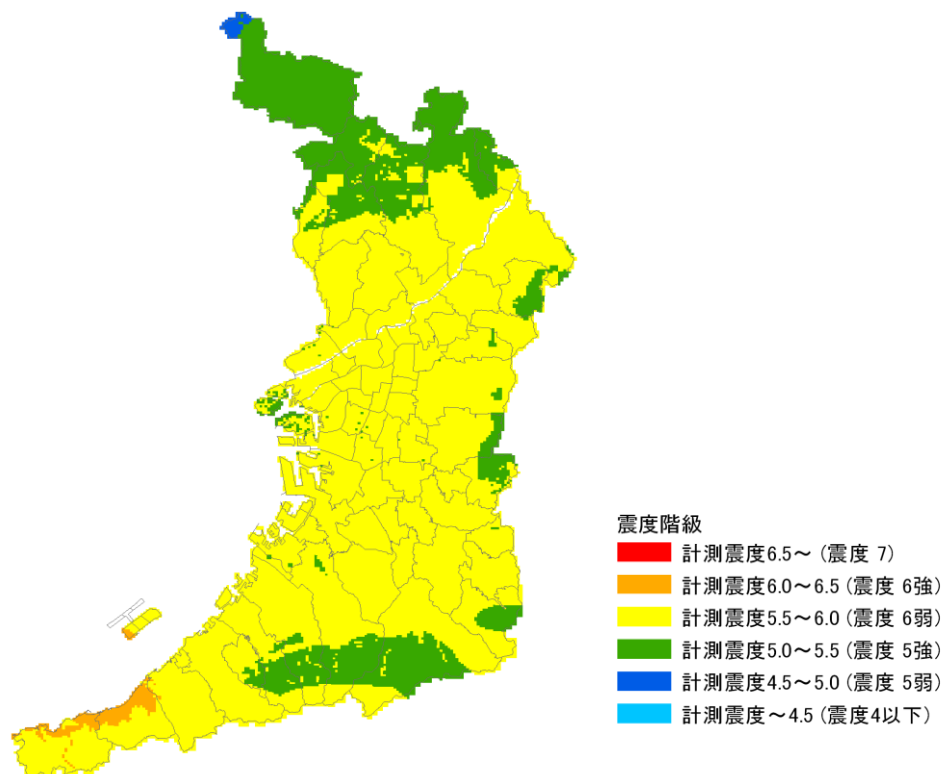 震度階級
計測震度6.5～ (震度 7)
計測震度6.0～6.5 (震度 6強)
計測震度5.5～6.0 (震度 6弱)
計測震度5.0～5.5 (震度 5強)
計測震度4.5～5.0 (震度 5弱)
計測震度～4.5 (震度4以下)